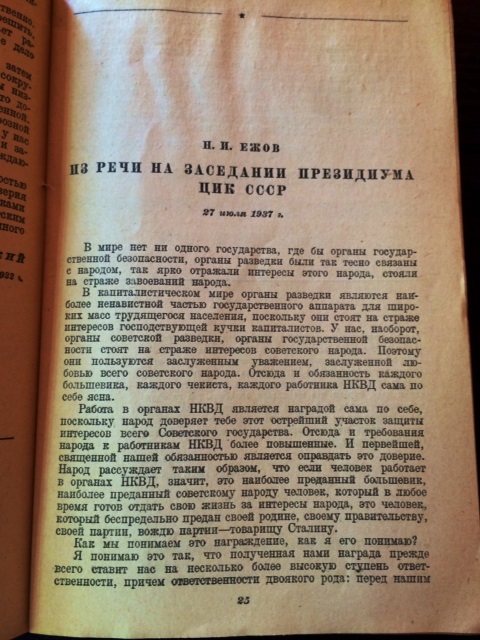 Н. И. ЕЖОВ
ИЗ РЕЧИ НА ЗАСЕДАНИИ ПРЕЗИДИУМА
ЦИК СССР
27 июля 1937 г.
В мире нет ни одного государства, где бы органы государ-
ственной безопасности, органы разведки были так тесно связаны
с народом, так ярко отражали интересы этого народа, стояли
на страже завоеваний народа.
В капиталистическом мире органы разведки являются наи-
более ненавистной частью государственного аппарата для широ-
ких масс трудящегося населения, поскольку они стоят на страже
интересов господствующей кучки капиталистов. У нас, наоборот,
органы советской разведки, органы государственной безопас-
ности стоят на страже интересов советского народа. Поэтому
они пользуются заслуженным уважением, заслуженной лю-
бовью всего советского народа. Отсюда и обязанность каждого
большевика, каждого чекиста, каждого работника НКВД сама по
себе ясна.
Работа в органах НКВД является наградой сама по себе,
поскольку народ доверяет тебе этот острейший участок защиты
интересов всего Советского государства. Отсюда и требования
народа к работникам НКВД более повышенные. И первейшей,
священной нашей обязанностью является оправдать это доверие.
Народ рассуждает таким образом, что если человек работает
в органах НКВД, значит, это наиболее преданный большевик,
наиболее преданный советскому народу человек, который в любое
время готов отдать свою жизнь за интересы народа, это человек,
который беспредельно предан своей родине, своему правительству,
своей партии, вождю партии—товарищу Сталину.
Как мы понимаем это награждение, как я его понимаю?
Я понимаю это так, что полученная нами награда прежде
всего ставит нас на несколько более высокую ступень ответ-
ственности, причем ответственности двоякого рода: перед нашим
25